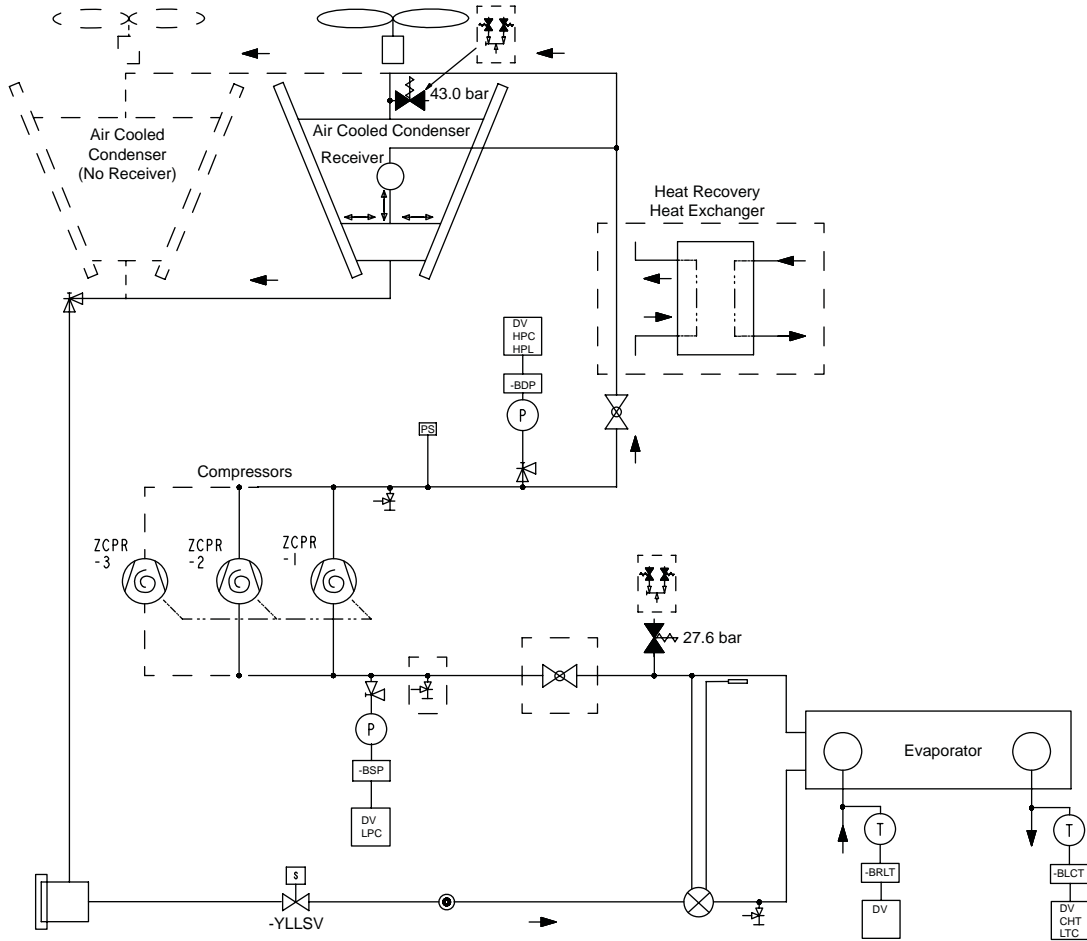 43.0 bar
Air Cooled Condenser
Receiver
Air Cooled
Condenser
(No Receiver)
Heat Recovery
Heat Exchanger
DV
HPC
HPL
-BDP
P
PS
Compressors
ZCPR
-3
ZCPR
-2
ZCPR
-1
27.6 bar
P
-BSP
DV
LPC
Evaporator
T
-BRLT
DV
T
-BLCT
DV
CHT
LTC
S
-YLLSV